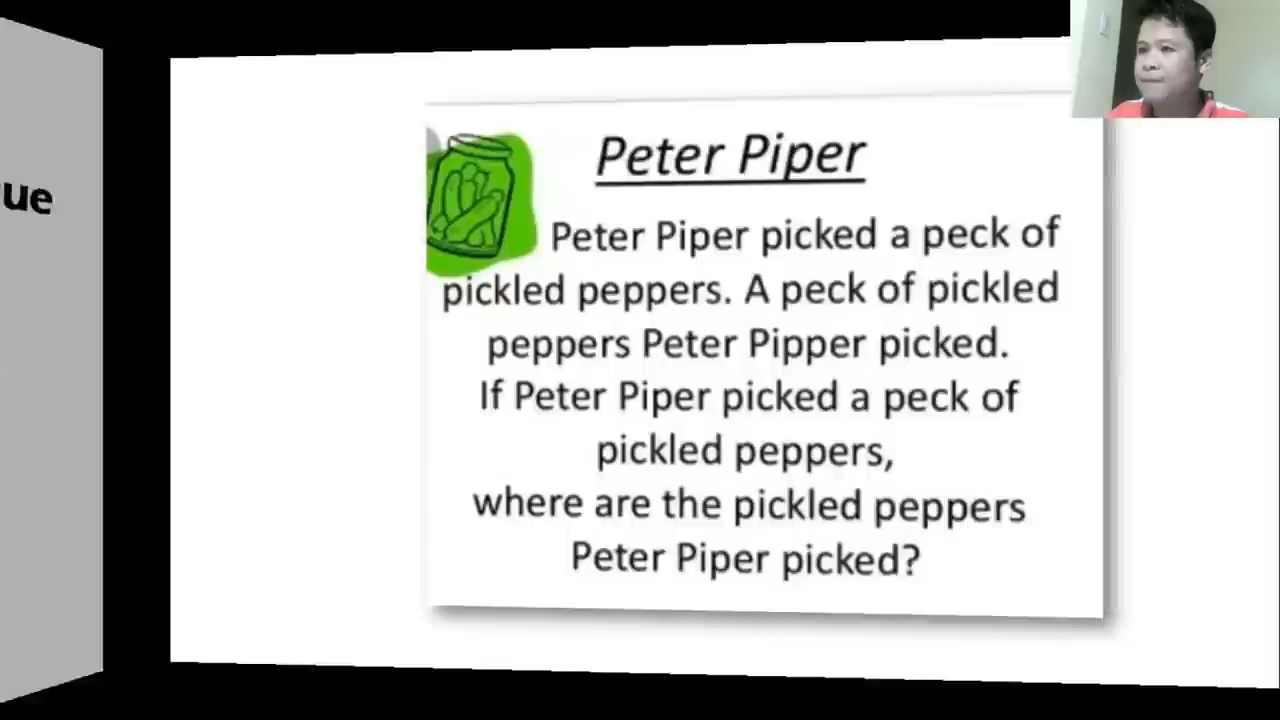 ue
Peter Piper
Peter Piper picked a peck of
pickled peppers. A peck of pickled
peppers Peter Pipper picked.
If Peter Piper picked a peck of
pickled peppers,
where are the pickled peppers
Peter Piper picked?